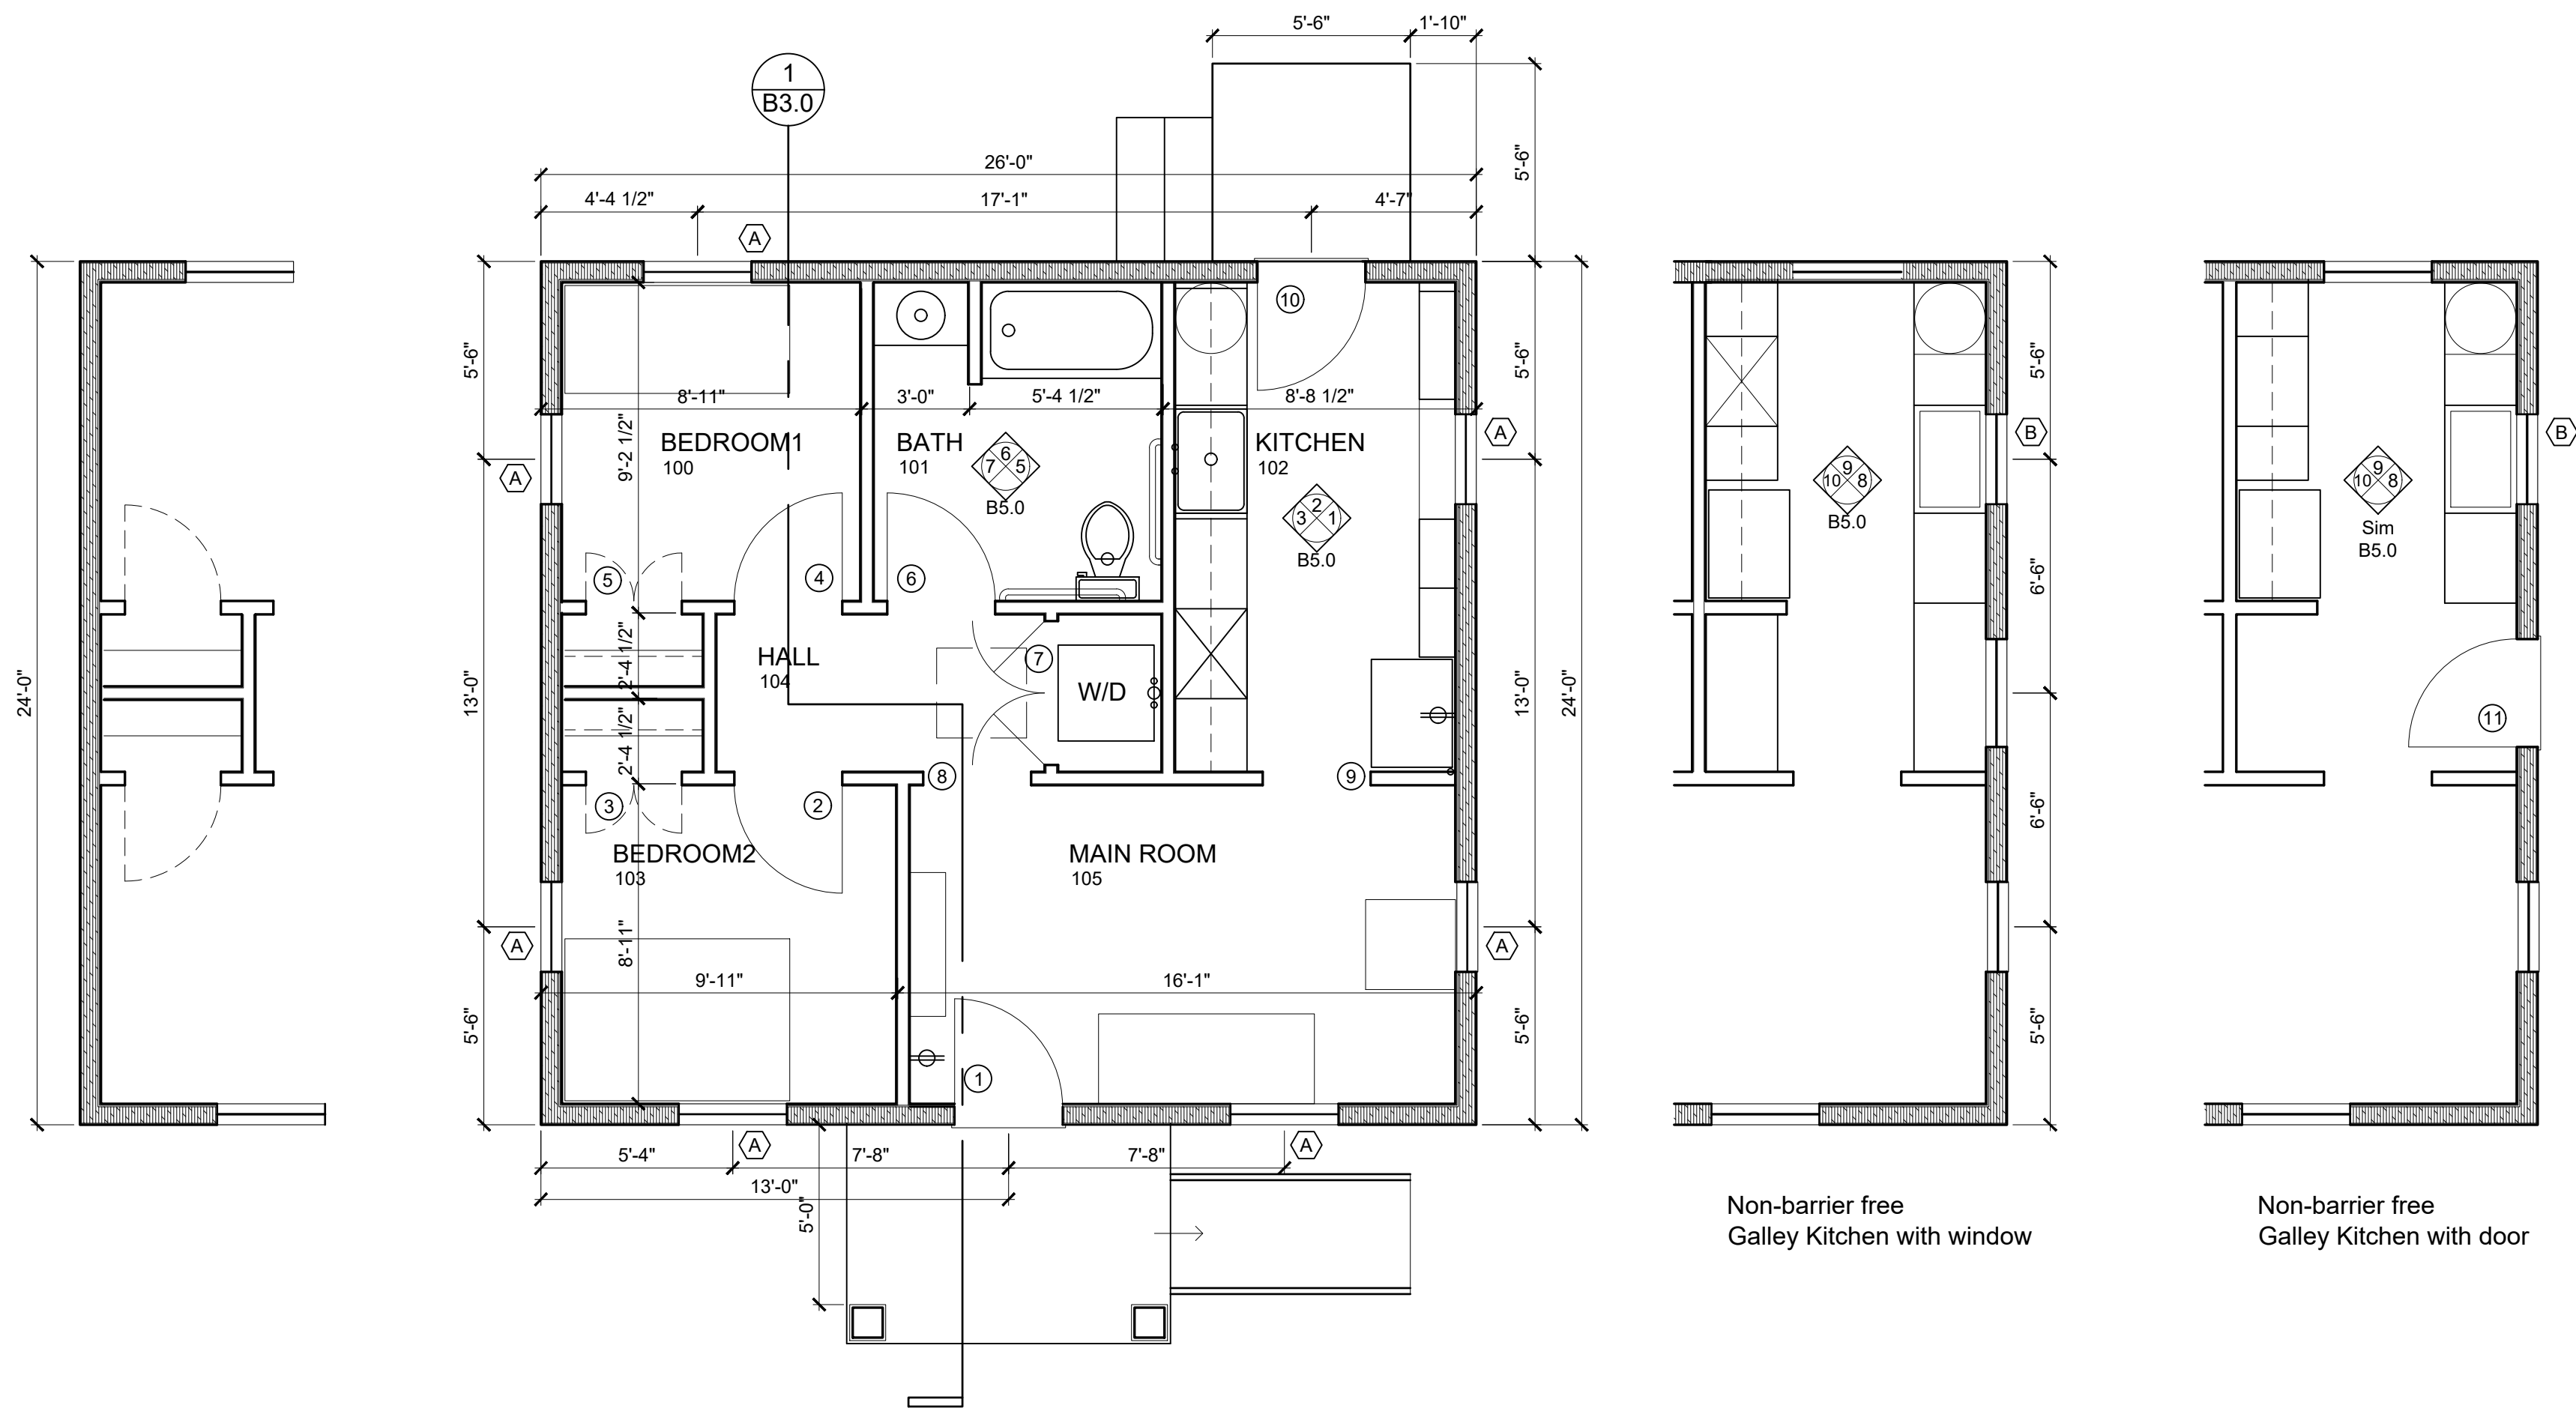 5'-6"
1'-10"
1
B3.0
5'-6"
26'-0"
4'-4 1/2"
17'-1"
4'-7"
A
10
5'-6"
5'-6"
5'-6"
8'-11"
3'-0"
5'-4 1/2"
8'-8 1/2"
9'-2 1/2"
BEDROOM1
100
BATH
101
6
7
5
B5.0
KITCHEN
102
2
3
1
B5.0
A
A
B
B
9
10
8
B5.0
9
10
8
Sim
B5.0
5
4
6
6'-6"
HALL
104
7
W/D
2'-4 1/2"
2'-4 1/2"
24'-0"
13'-0"
13'-0"
24'-0"
11
8
9
3
2
6'-6"
BEDROOM2
103
MAIN ROOM
105
8'-11"
A
A
9'-11"
16'-1"
5'-6"
5'-6"
5'-6"
1
A
A
5'-4"
7'-8"
7'-8"
13'-0"
5'-0"
Non-barrier free
Galley Kitchen with window
Non-barrier free
Galley Kitchen with door